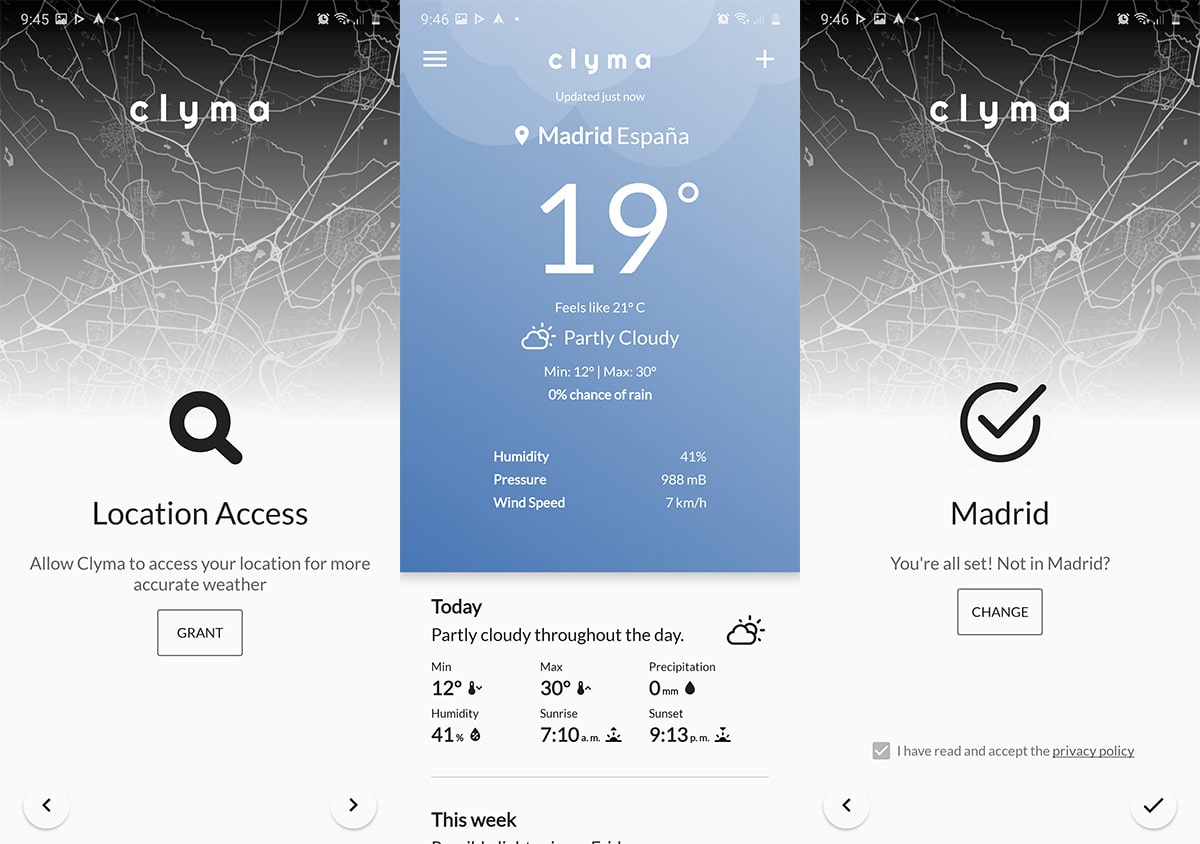 9:45
clyma
Location Access
Allow Clyma to access your location for more
accurate weather
GRANT
9:46
clyma
Updated just now
Madrid España
19°
Feels like 21° C
Partly Cloudy
Min: 12° | Max: 30°
0% chance of rain
Humidity 41%
Pressure 988 mB
Wind Speed 7 km/h
Today
Partly cloudy throughout the day.
Min Max Precipitation
12° 30° 0 mm
Humidity Sunrise Sunset
41% 7:10 a.m. 9:13 p.m.
This week
9:46
clyma
Madrid
You're all set! Not in Madrid?
CHANGE
I have read and accept the privacy policy